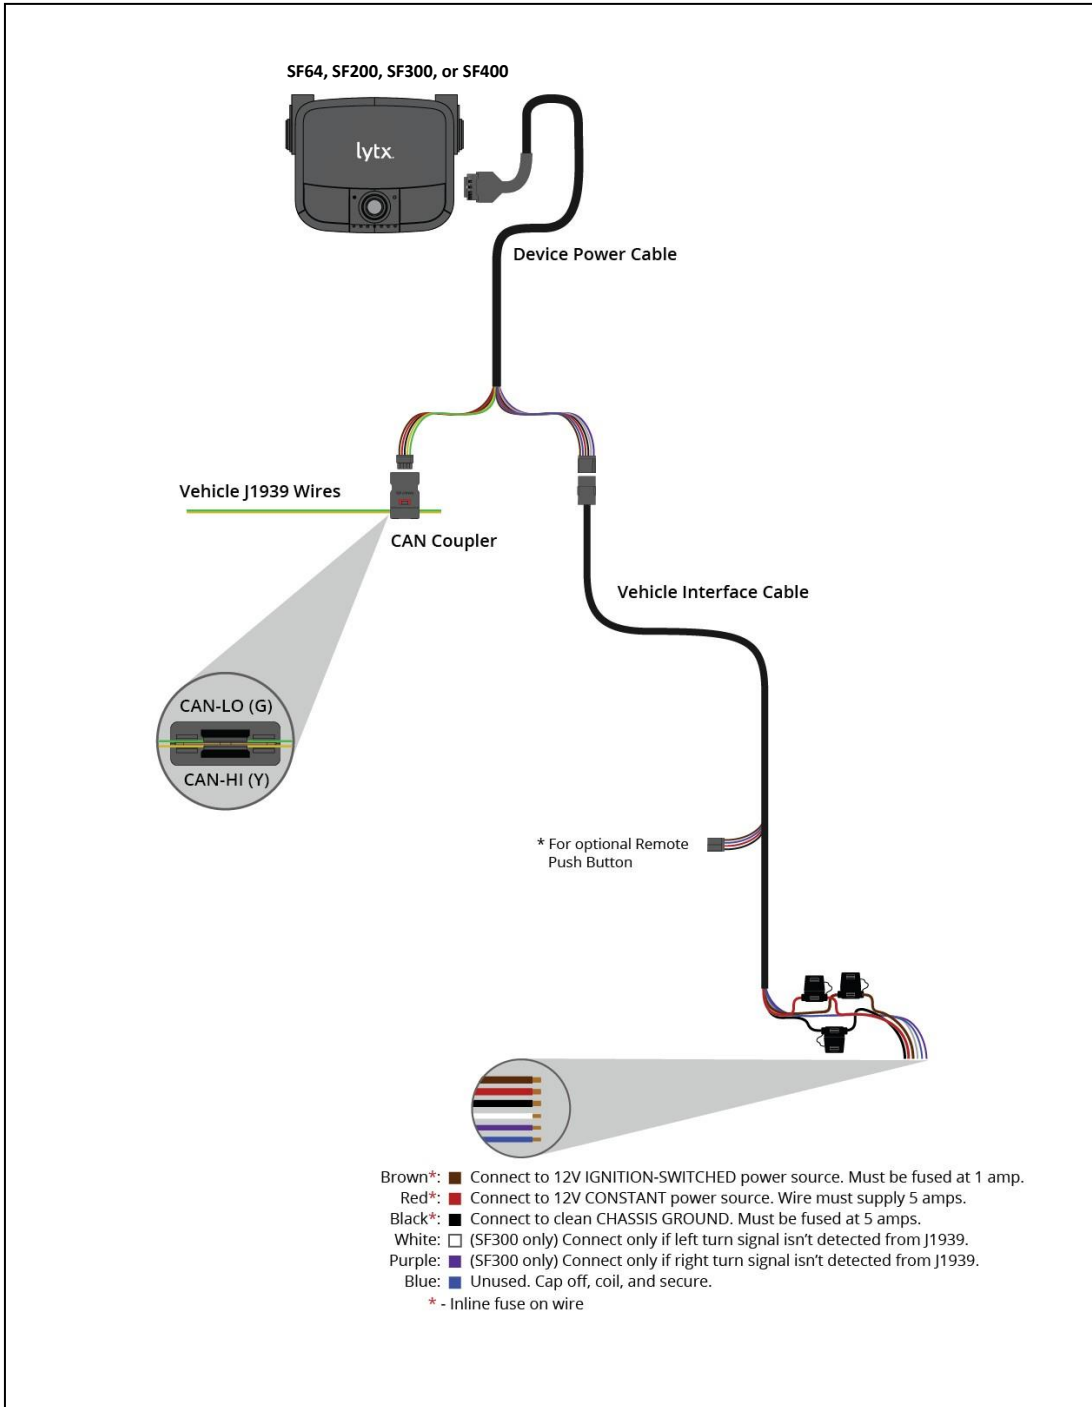 SF64, SF200, SF300, or SF400
lytx
Device Power Cable
Vehicle J1939 Wires
CAN Coupler
Vehicle Interface Cable
CAN-LO (G)
CAN-HI (Y)
* For optional Remote
Push Button
Brown*: Connect to 12V IGNITION-SWITCHED power source. Must be fused at 1 amp.
Red*: Connect to 12V CONSTANT power source. Wire must supply 5 amps.
Black*: Connect to clean CHASSIS GROUND. Must be fused at 5 amps.
White: (SF300 only) Connect only if left turn signal isn’t detected from J1939.
Purple: (SF300 only) Connect only if right turn signal isn’t detected from J1939.
Blue: Unused. Cap off, coil, and secure.
* - Inline fuse on wire